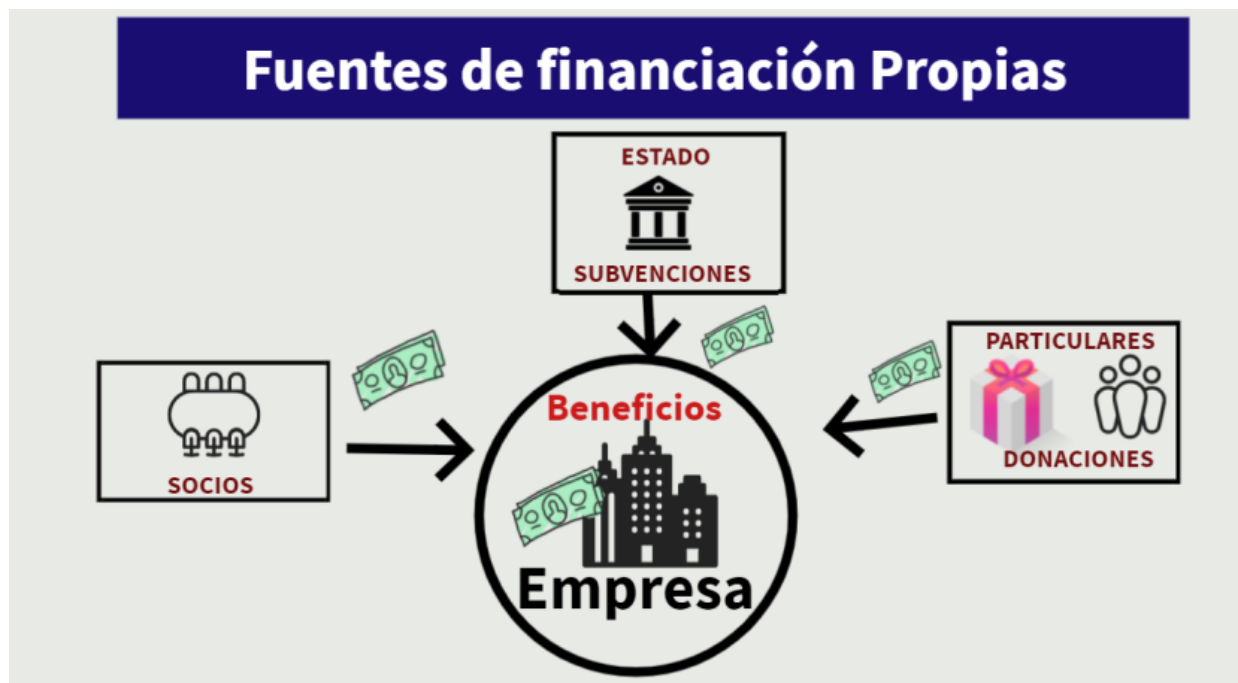 Fuentes de financiación Propias
ESTADO
SUBVENCIONES
SOCIOS
PARTICULARES
DONACIONES
Beneficios
Empresa